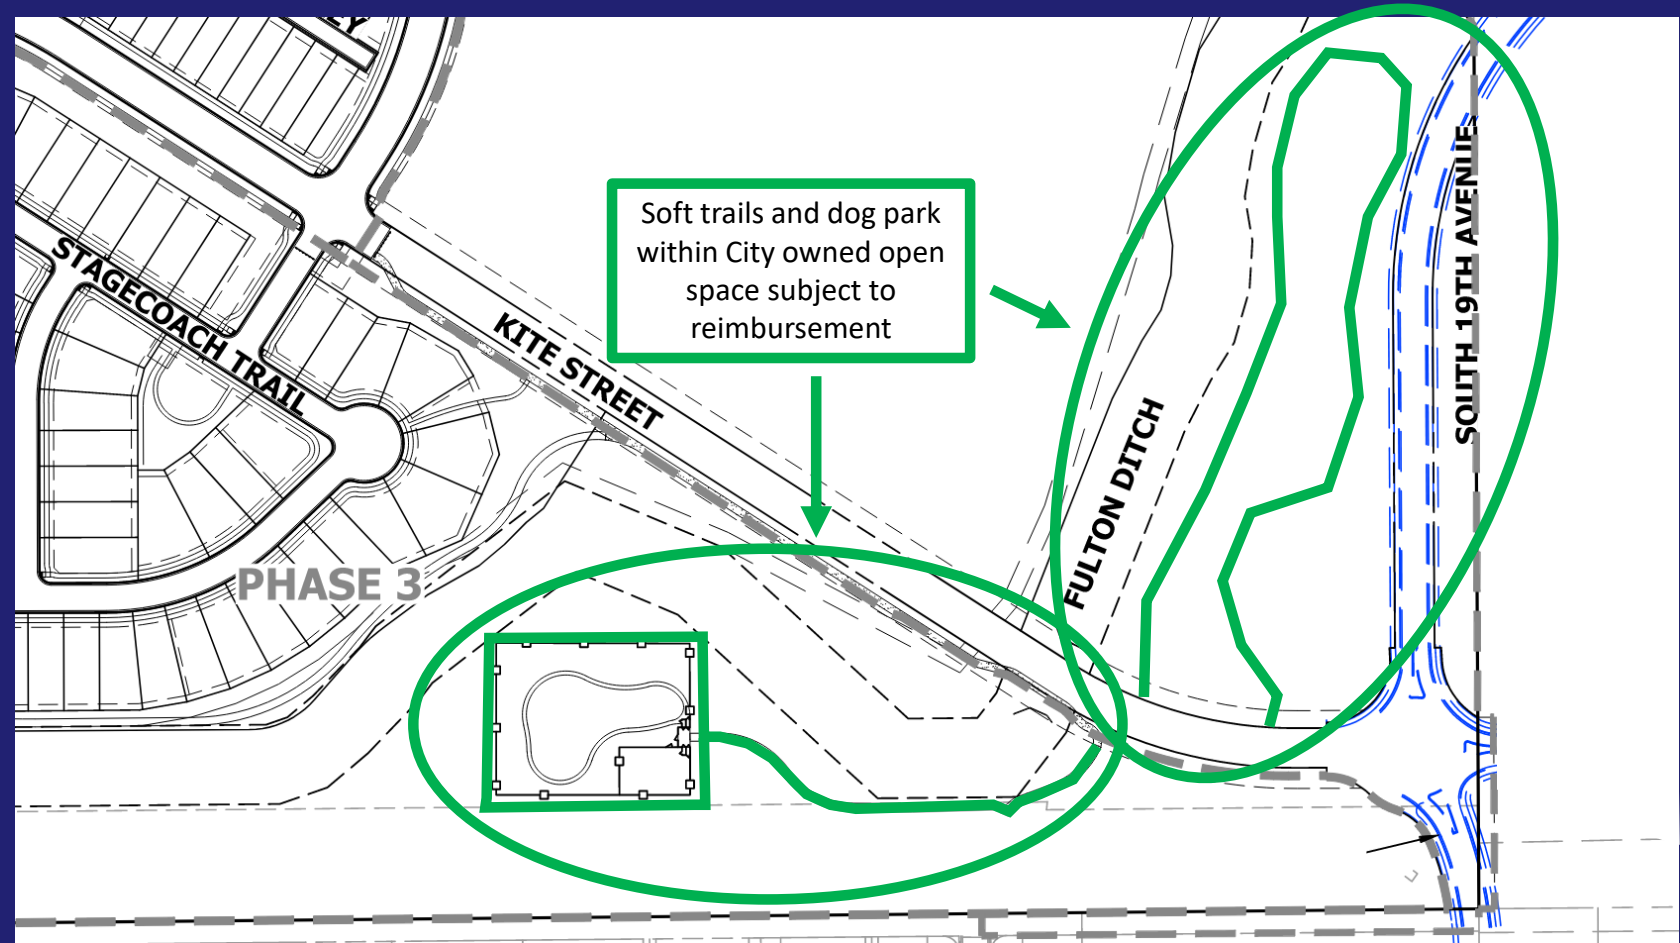 STAGECOACH TRAIL
KITE STREET
Soft trails and dog park
within City owned open
space subject to
reimbursement
FULTON DITCH
SOUTH 19TH AVENUE
PHASE 3